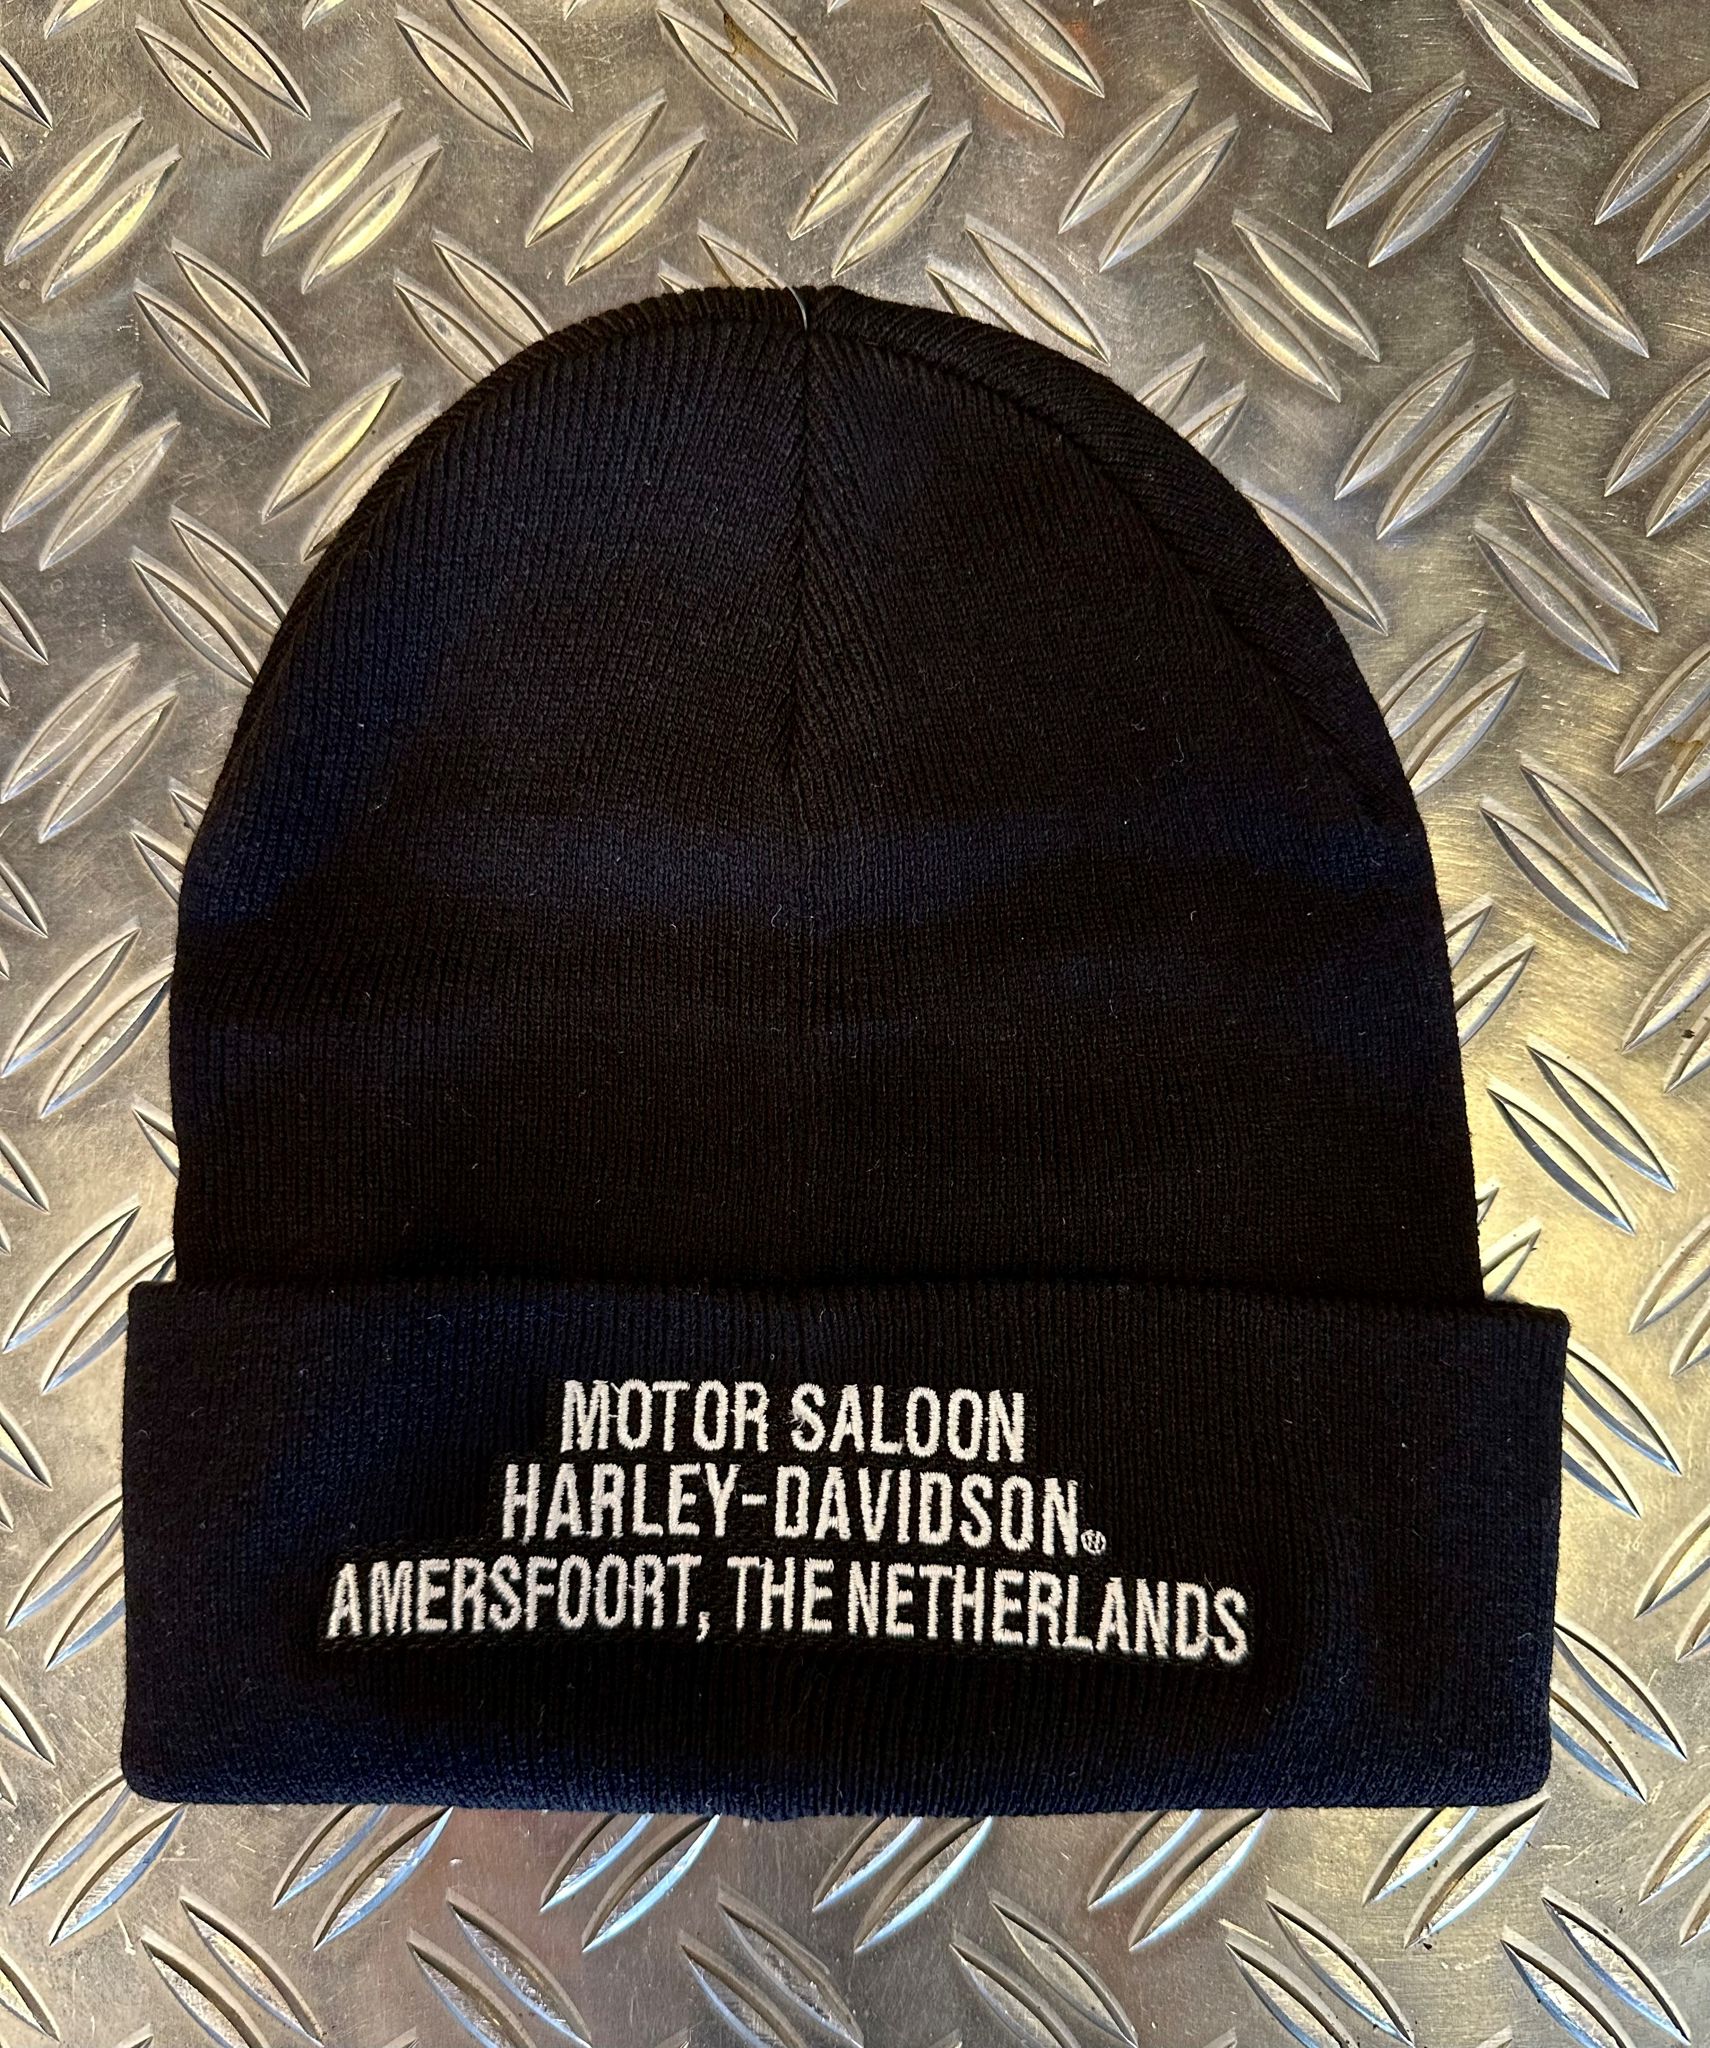 MOTOR SALOON
HARLEY-DAVIDSON®
AMERSFOORT, THE NETHERLANDS